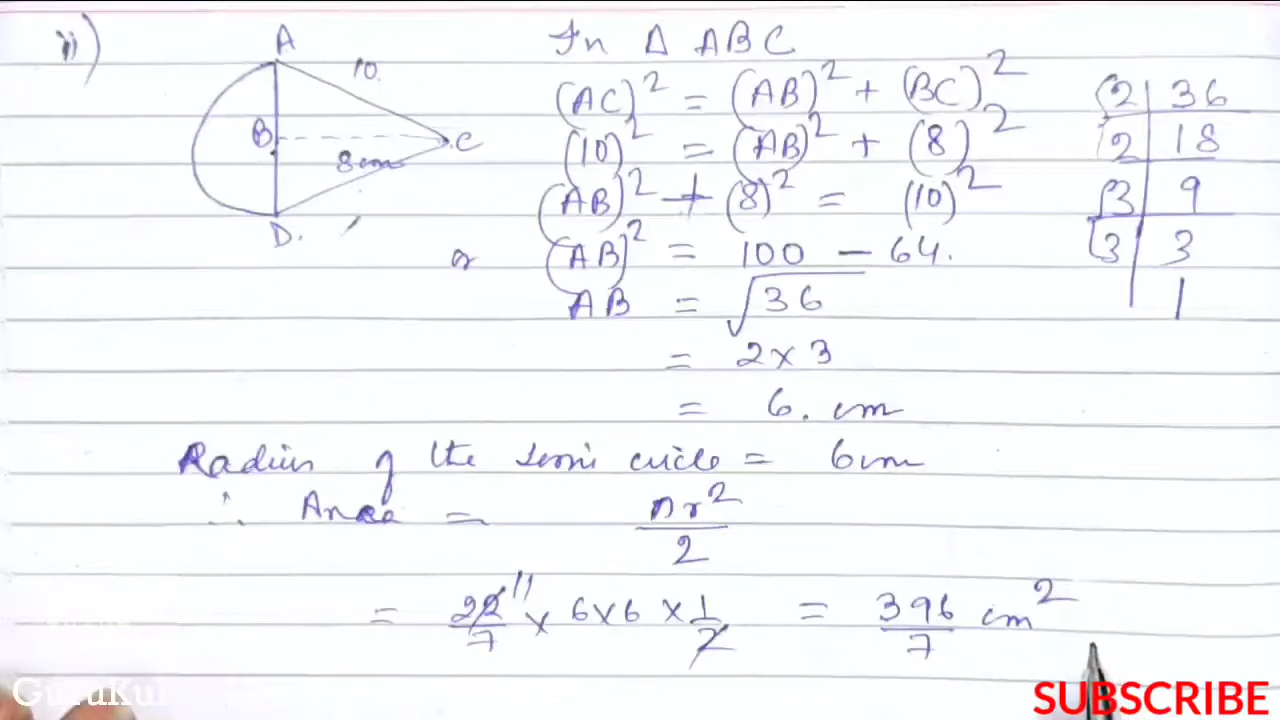 ii)
A
10.
B
C
8cm
D.
In Δ ABC
(AC)² = (AB)² + (BC)²
(10)² = (AB)² + (8)²
(AB)² + (8)² = (10)²
or (AB)² = 100 - 64.
AB = √36
= 2 x 3
= 6. cm
2 | 36
2 | 18
3 | 9
3 | 3
1
Radius of the semi circle = 6cm
∴ Area = πr²/2
= 22/7 11 x 6x6 x 1/2 = 396/7 cm²
SUBSCRIBE